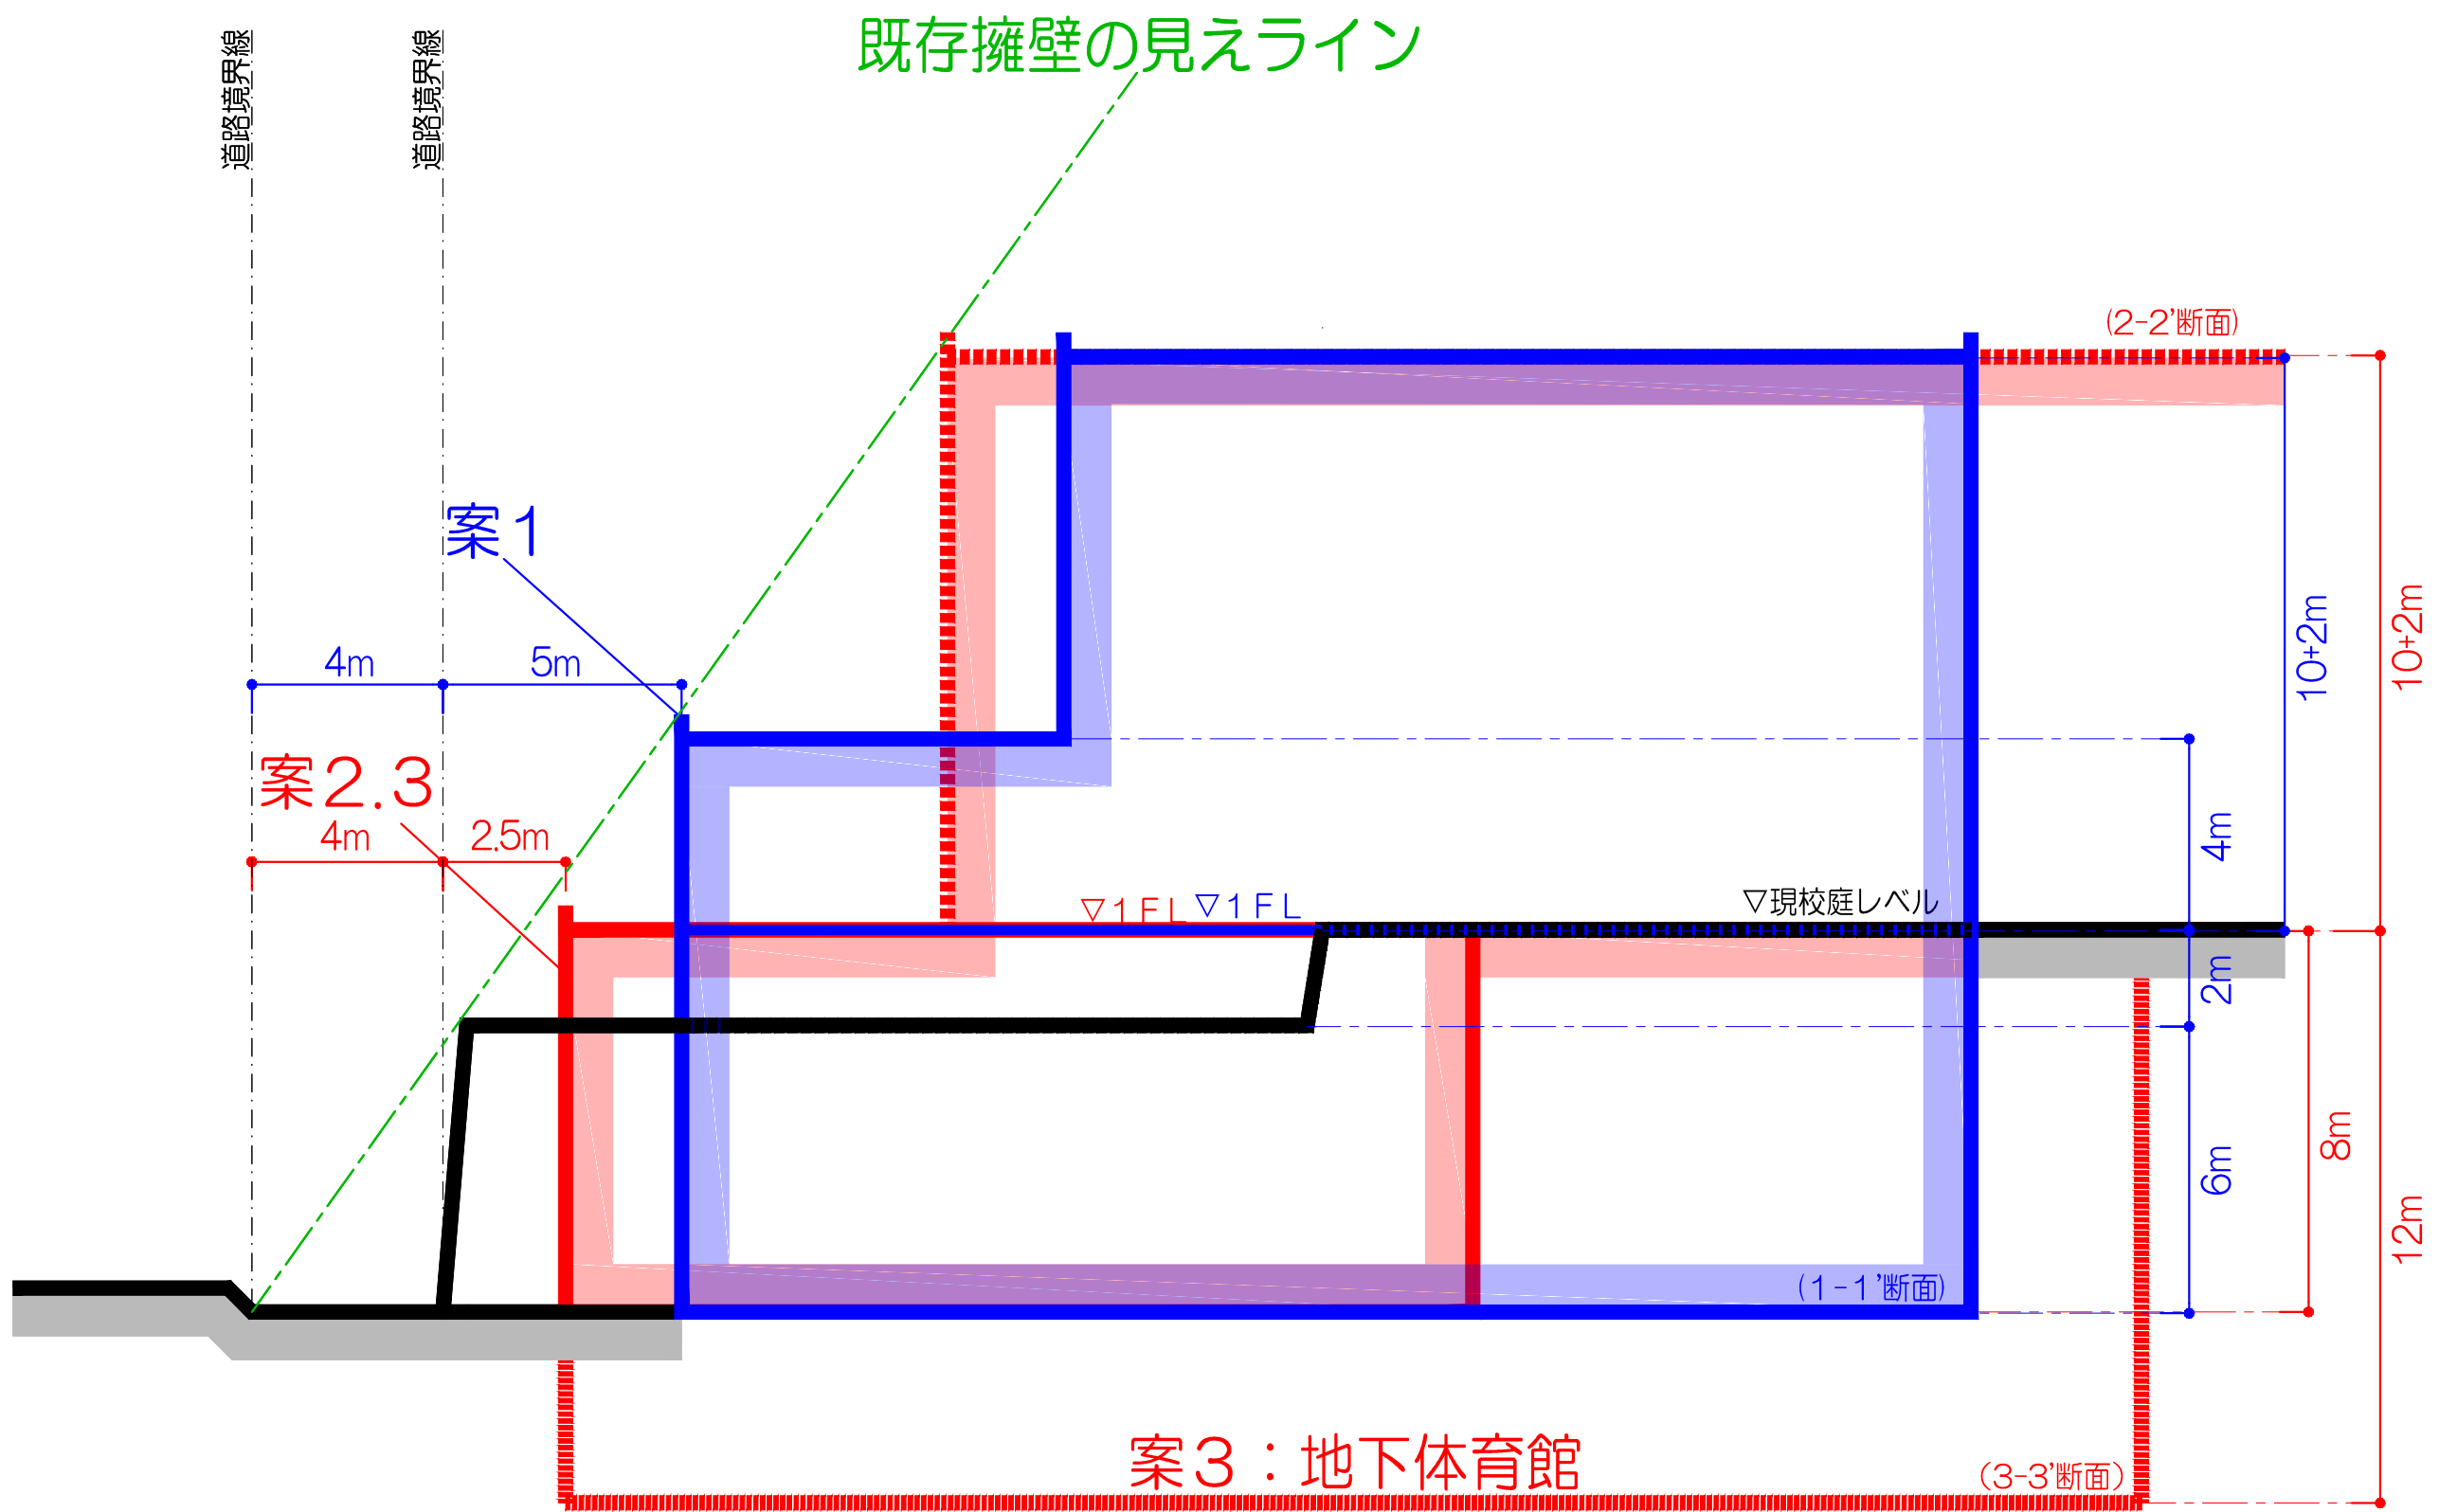 既存擁壁の見えライン
道路境界線
道路境界線
(2-2'断面)
案1
10+2m
10+2m
4m
5m
案2.3
4m
2.5m
4m
▽1FL
▽1FL
▽現校庭レベル
2m
8m
6m
12m
(1-1'断面)
案3：地下体育館
(3-3'断面)